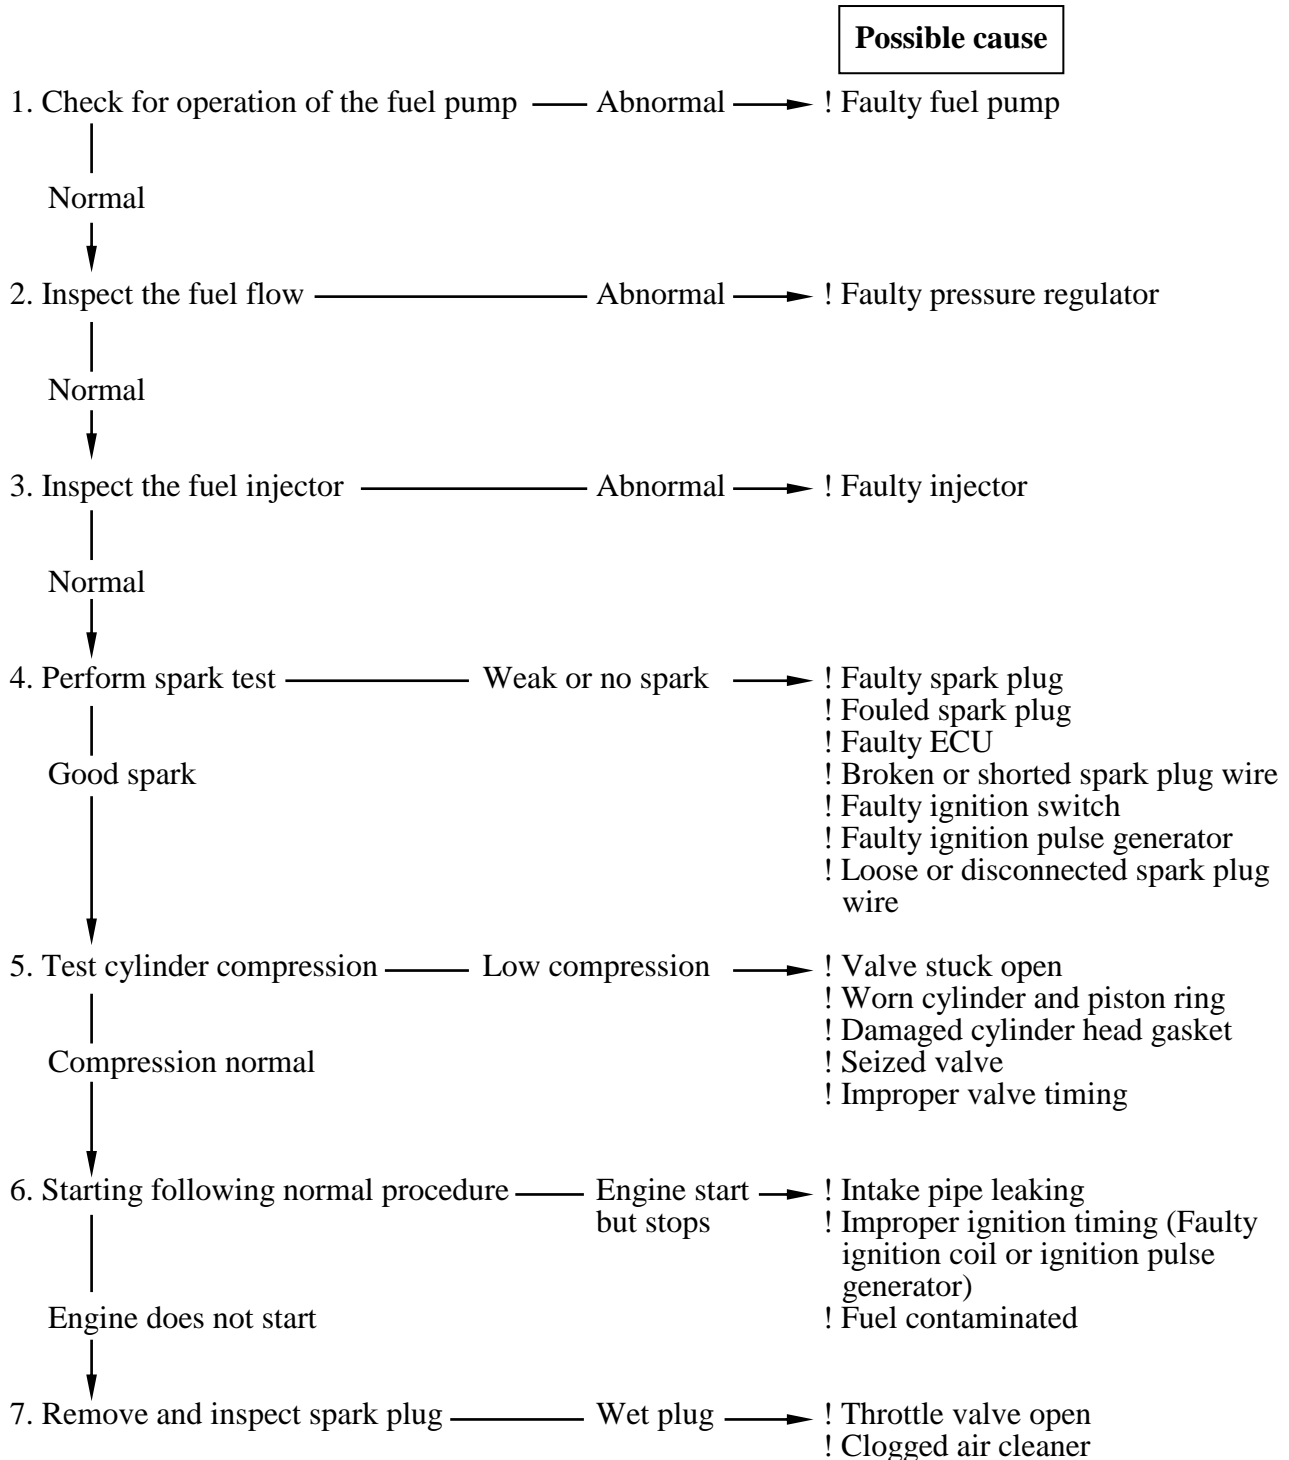 Possible cause
1. Check for operation of the fuel pump Abnormal ! Faulty fuel pump
Normal
2. Inspect the fuel flow Abnormal ! Faulty pressure regulator
Normal
3. Inspect the fuel injector Abnormal ! Faulty injector
Normal
4. Perform spark test Weak or no spark ! Faulty spark plug
! Fouled spark plug
! Faulty ECU
Good spark ! Broken or shorted spark plug wire
! Faulty ignition switch
! Faulty ignition pulse generator
! Loose or disconnected spark plug
wire
5. Test cylinder compression Low compression ! Valve stuck open
! Worn cylinder and piston ring
! Damaged cylinder head gasket
Compression normal ! Seized valve
! Improper valve timing
6. Starting following normal procedure Engine start ! Intake pipe leaking
but stops ! Improper ignition timing (Faulty
ignition coil or ignition pulse
generator)
Engine does not start ! Fuel contaminated
7. Remove and inspect spark plug Wet plug ! Throttle valve open
! Clogged air cleaner